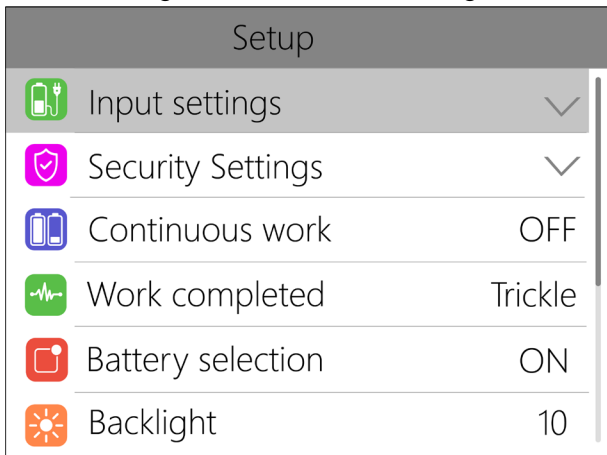 Setup
Input settings
Security Settings
Continuous work OFF
Work completed Trickle
Battery selection ON
Backlight 10